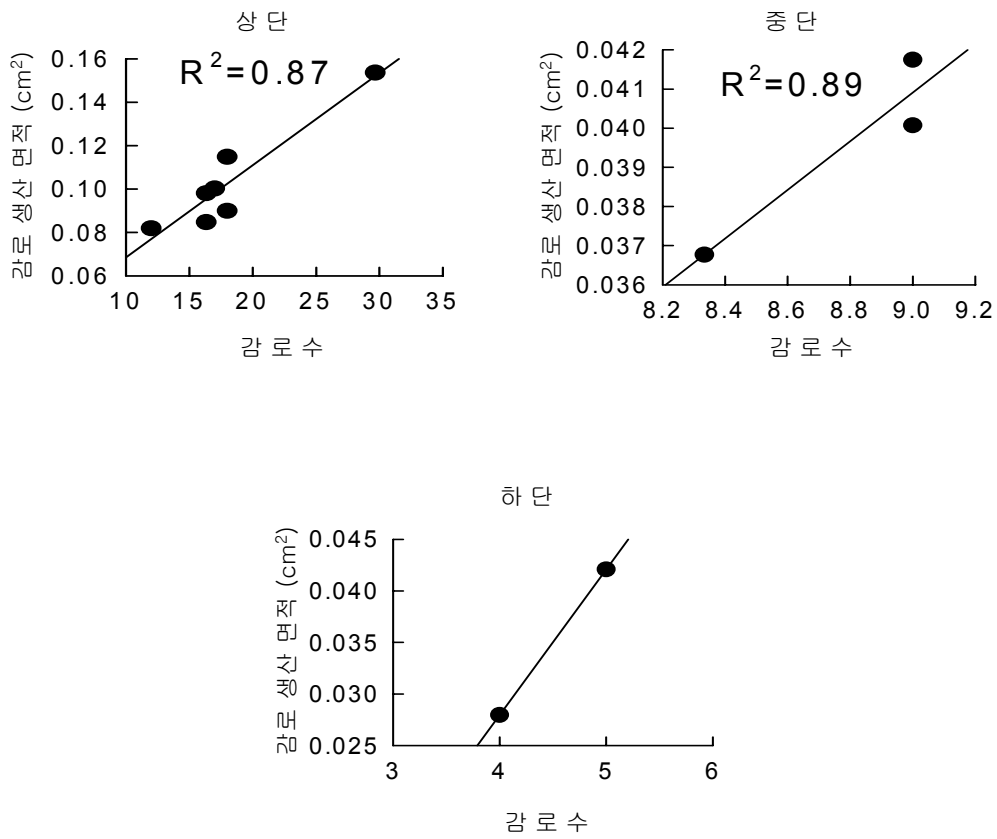 상 단
R²=0.87
감로 생산 면적 (cm²)
0.16
0.14
0.12
0.10
0.08
0.06
10 15 20 25 30 35
감 로 수
중 단
R²=0.89
감로 생산 면적 (cm²)
0.042
0.041
0.040
0.039
0.038
0.037
0.036
8.2 8.4 8.6 8.8 9.0 9.2
감 로 수
하 단
감로 생산 면적 (cm²)
0.045
0.040
0.035
0.030
0.025
3 4 5 6
감 로 수